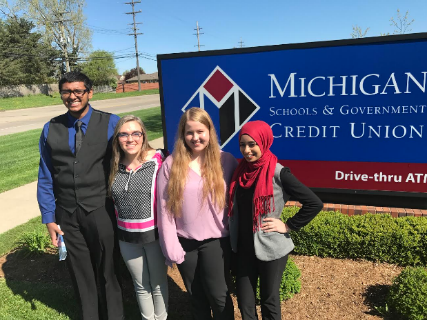 MICHIGAN
SCHOOLS & GOVERNMENT
CREDIT UNION
Drive-thru ATM